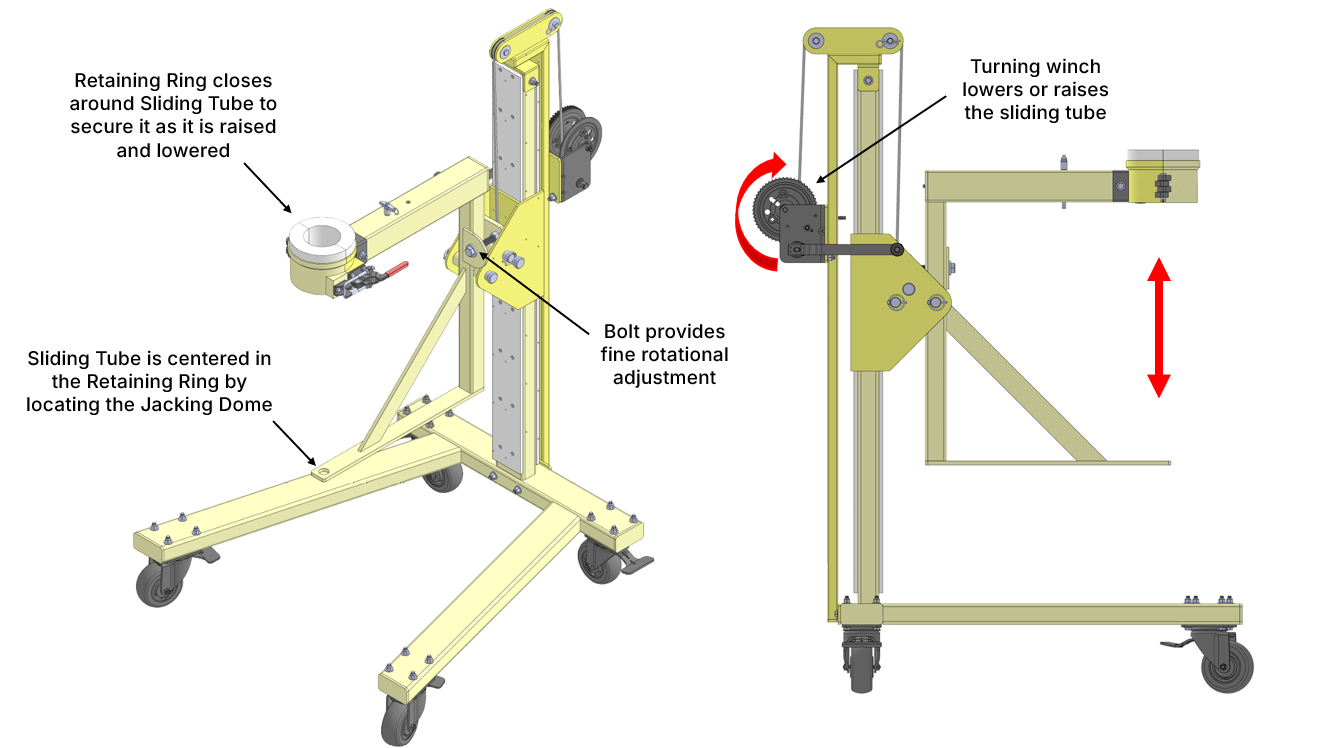 Retaining Ring closes
around Sliding Tube to
secure it as it is raised
and lowered
Turning winch
lowers or raises
the sliding tube
Bolt provides
fine rotational
adjustment
Sliding Tube is centered in
the Retaining Ring by
locating the Jacking Dome